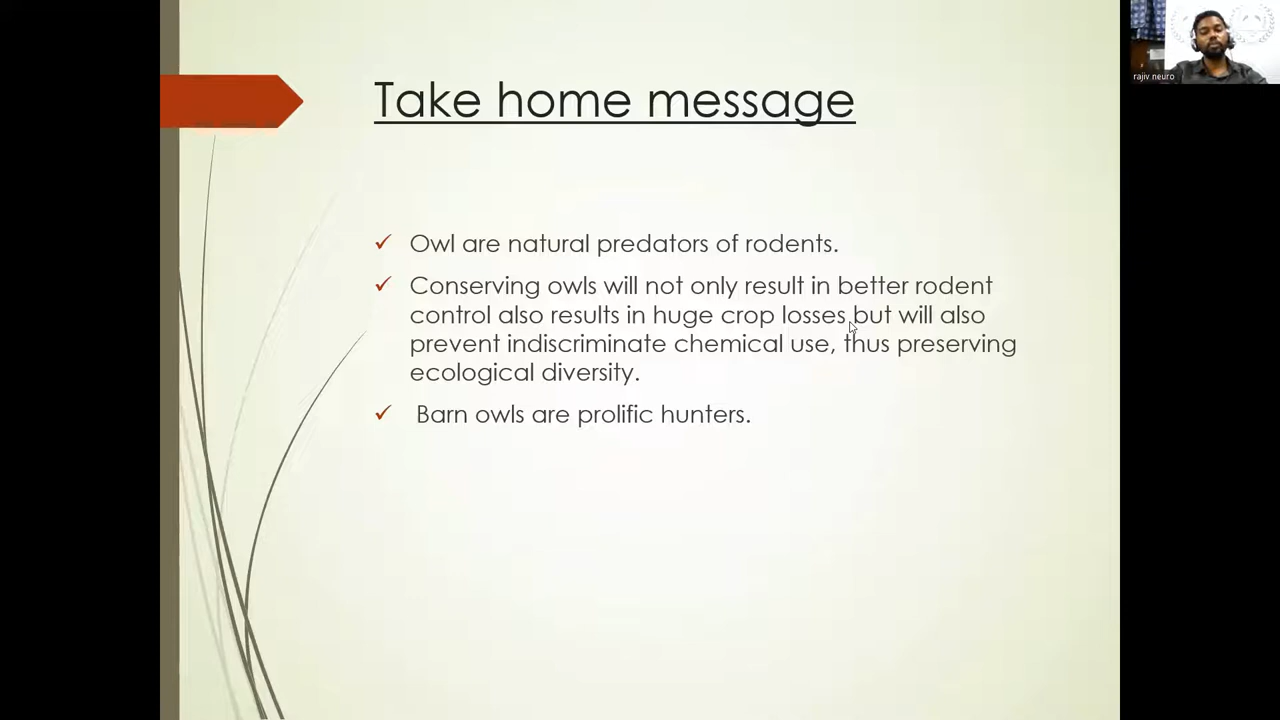 Take home message
✓ Owl are natural predators of rodents.
✓ Conserving owls will not only result in better rodent
control also results in huge crop losses but will also
prevent indiscriminate chemical use, thus preserving
ecological diversity.
✓ Barn owls are prolific hunters.
rajiv neuro